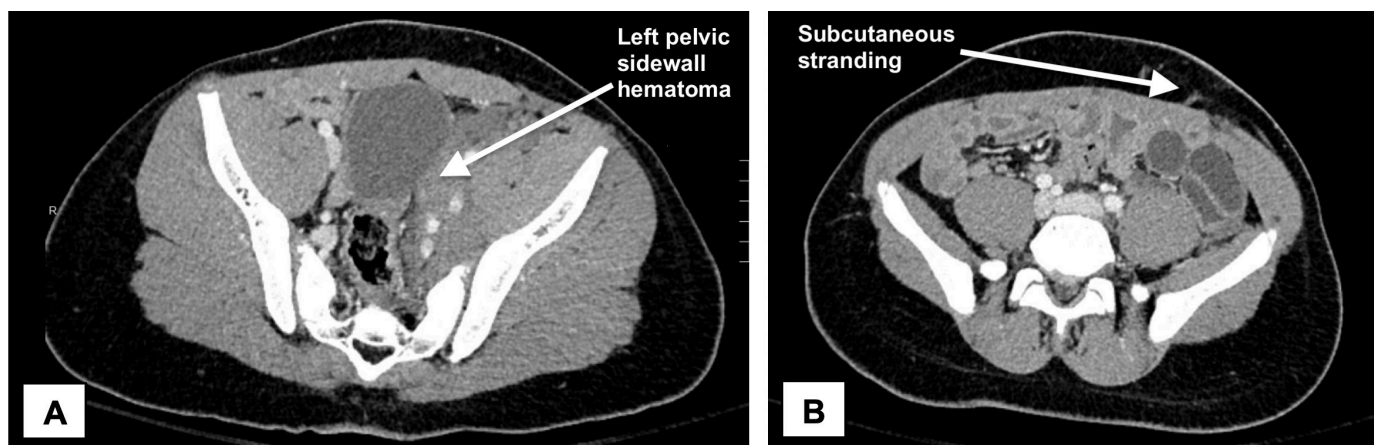 Left pelvic
sidewall
hematoma
R
A
Subcutaneous
stranding
B